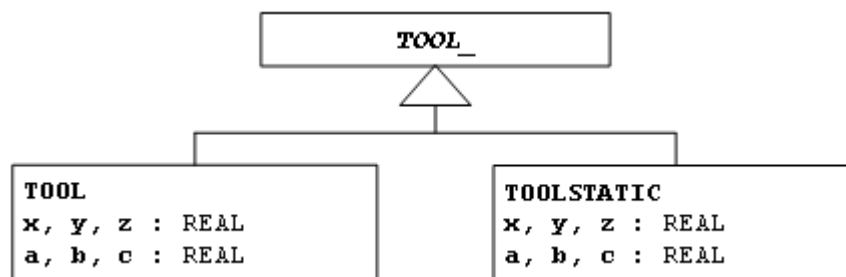 TOOL_
TOOL
x, y, z : REAL
a, b, c : REAL
TOOLSTATIC
x, y, z : REAL
a, b, c : REAL